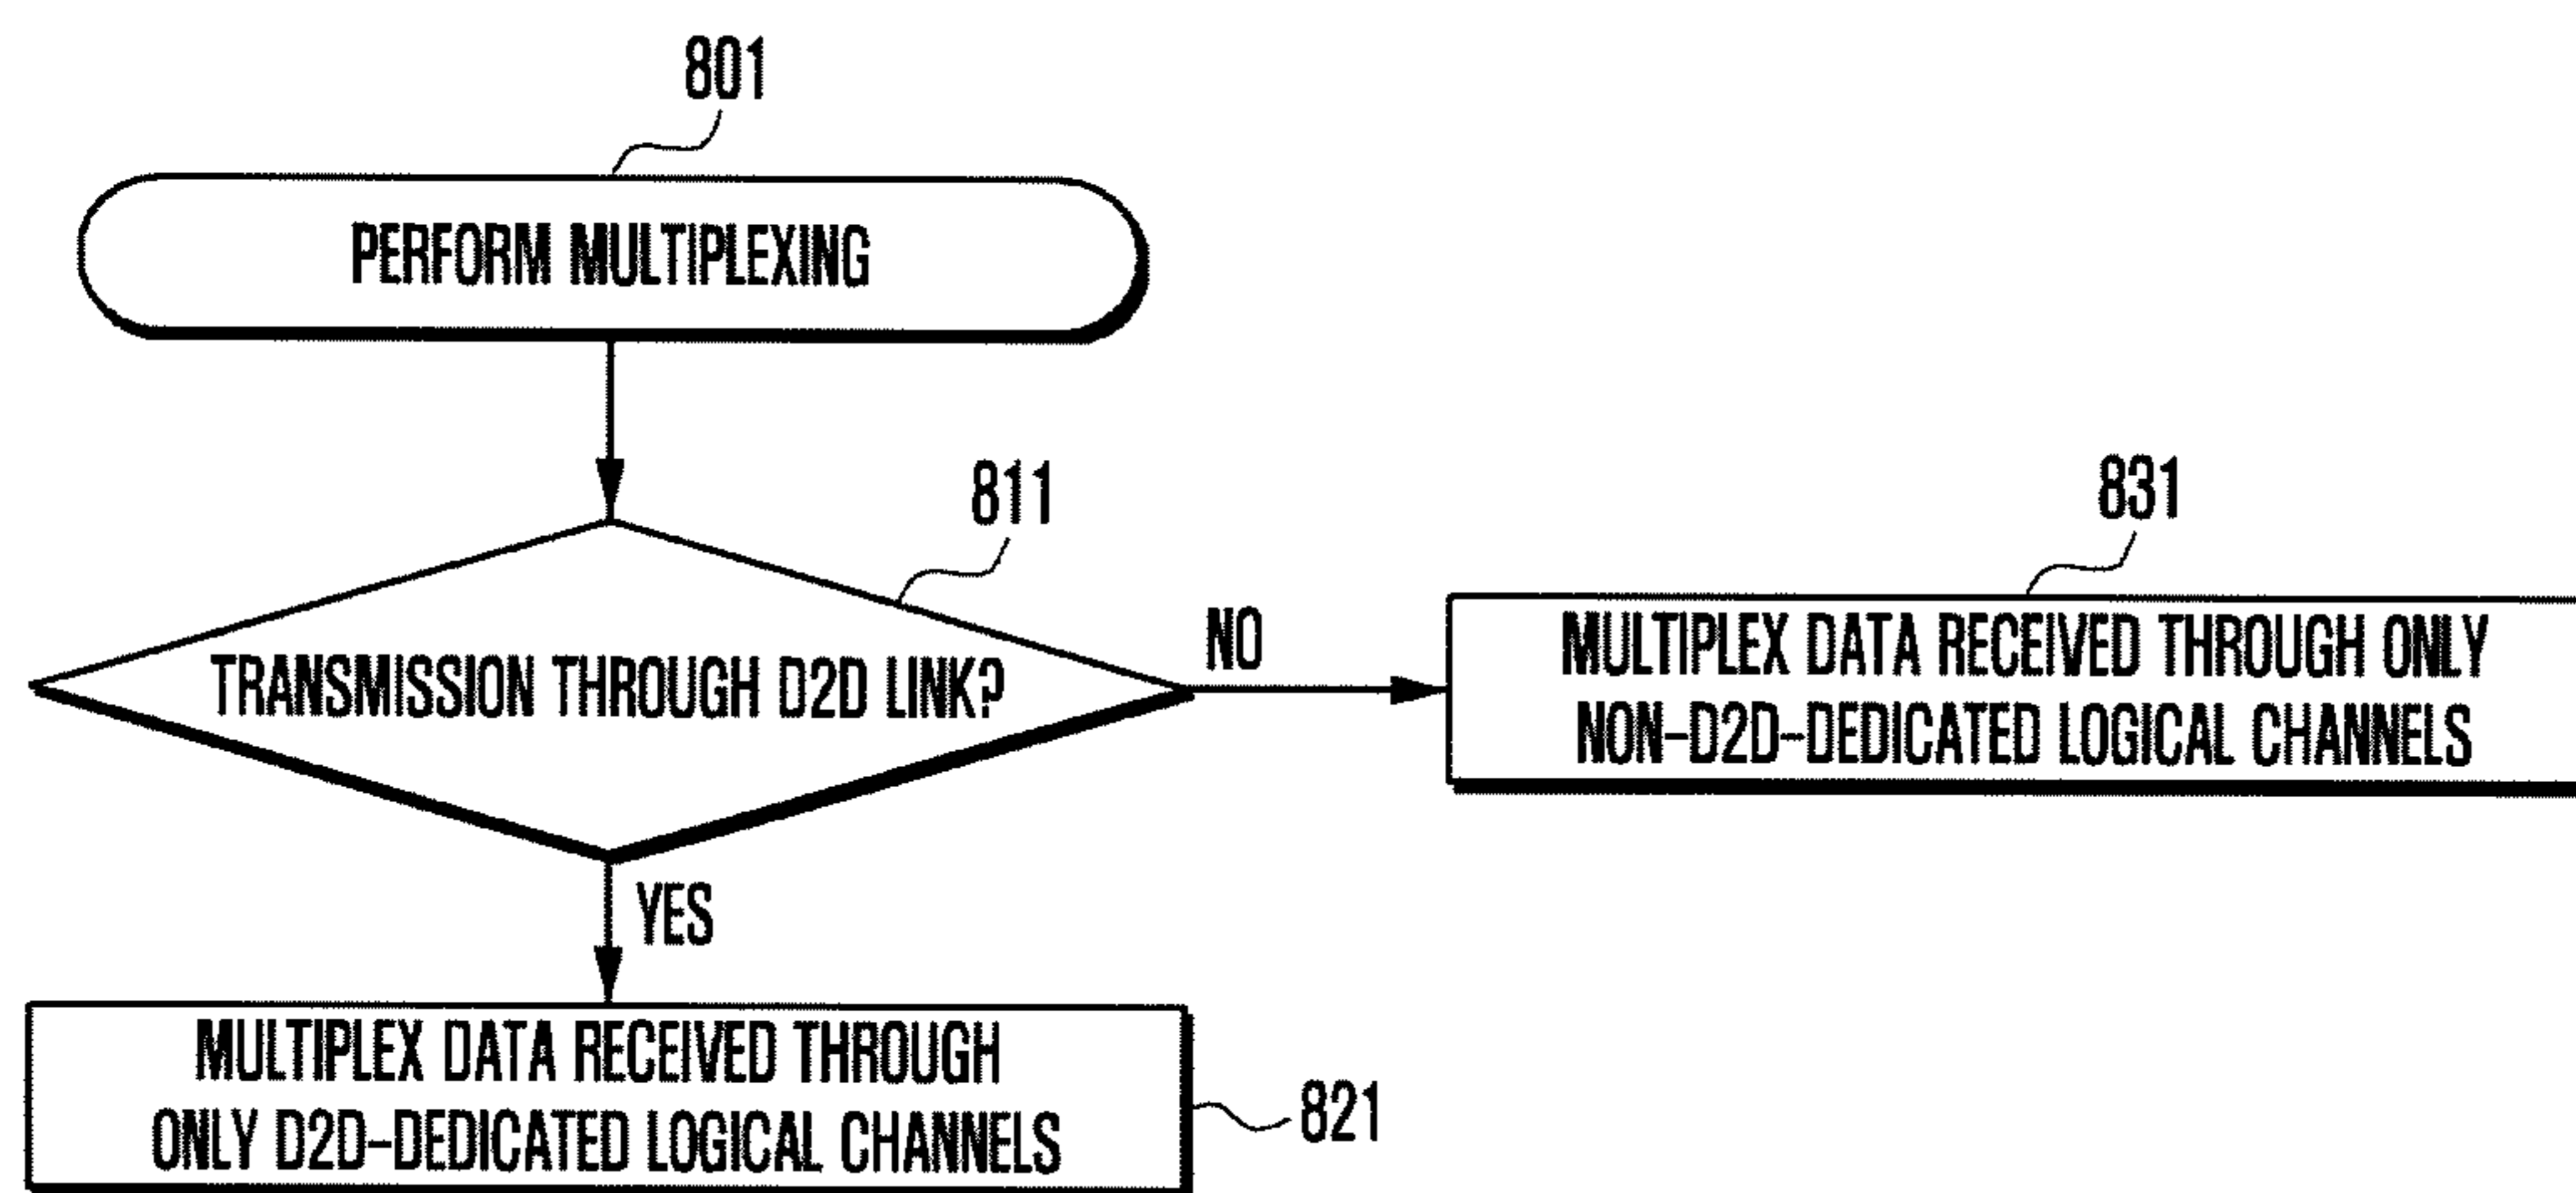 801
PERFORM MULTIPLEXING
811
TRANSMISSION THROUGH D2D LINK?
NO
831
MULTIPLEX DATA RECEIVED THROUGH ONLY
NON-D2D-DEDICATED LOGICAL CHANNELS
YES
MULTIPLEX DATA RECEIVED THROUGH
ONLY D2D-DEDICATED LOGICAL CHANNELS
821